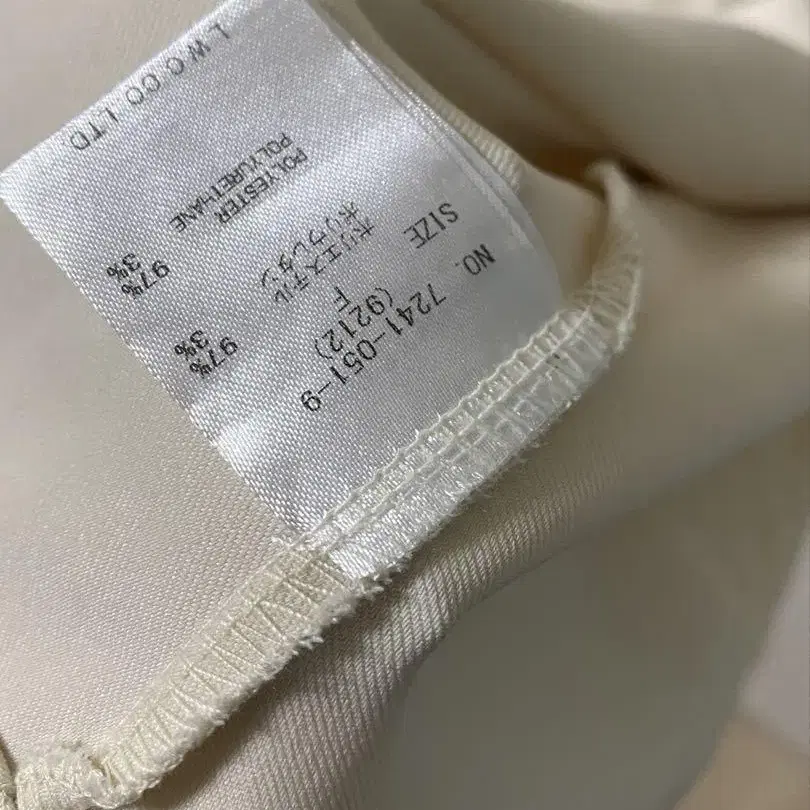 NO. 7241-051-9
(9212)
SIZE F
ポリエステル 97%
ポリウレタン 3%
POLYESTER 97%
POLYURETHANE 3%
L.W.C.CO.LTD